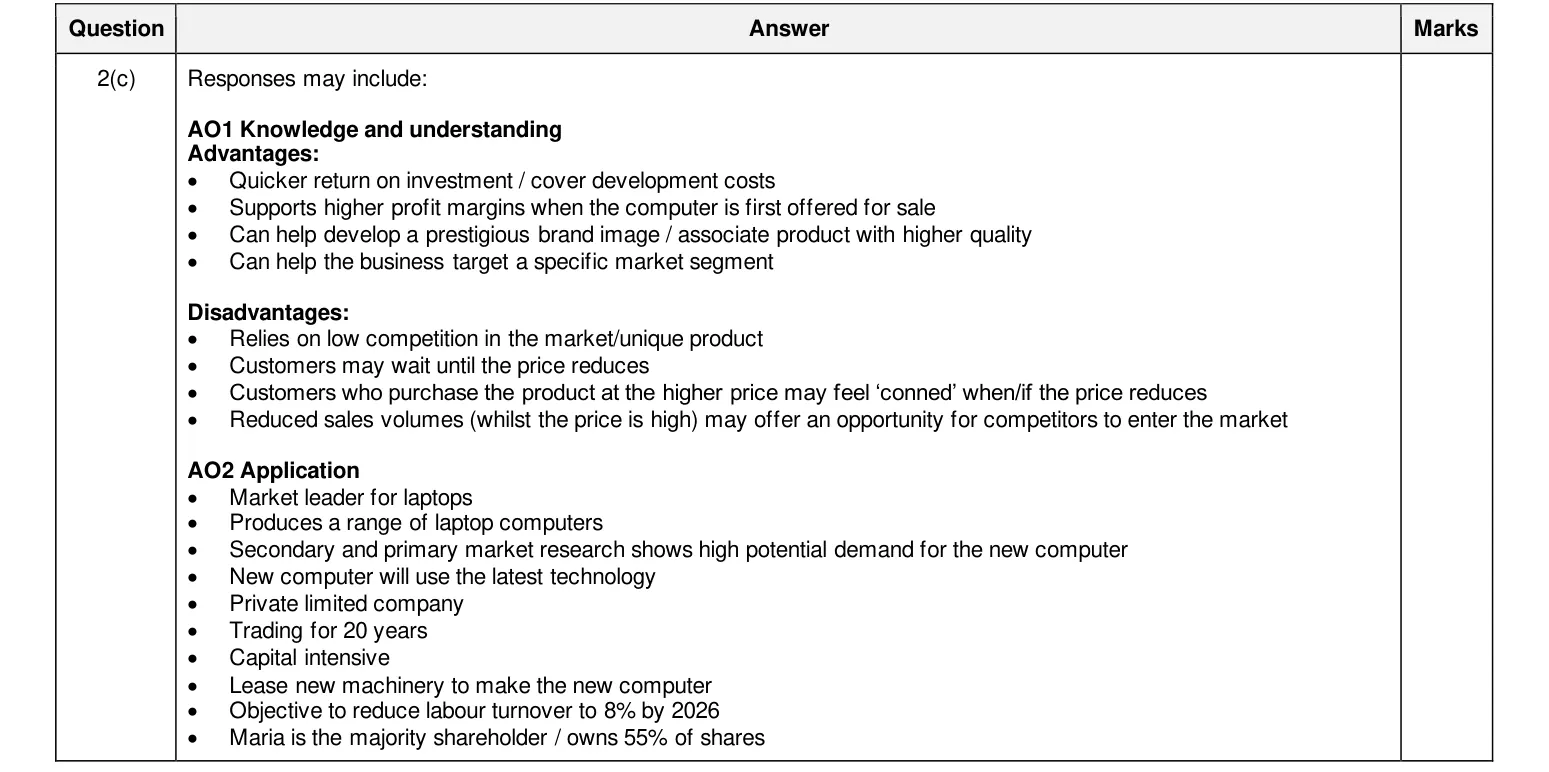 Question Answer Marks
2(c) Responses may include:
AO1 Knowledge and understanding
Advantages:
• Quicker return on investment / cover development costs
• Supports higher profit margins when the computer is first offered for sale
• Can help develop a prestigious brand image / associate product with higher quality
• Can help the business target a specific market segment
Disadvantages:
• Relies on low competition in the market/unique product
• Customers may wait until the price reduces
• Customers who purchase the product at the higher price may feel ‘conned’ when/if the price reduces
• Reduced sales volumes (whilst the price is high) may offer an opportunity for competitors to enter the market
AO2 Application
• Market leader for laptops
• Produces a range of laptop computers
• Secondary and primary market research shows high potential demand for the new computer
• New computer will use the latest technology
• Private limited company
• Trading for 20 years
• Capital intensive
• Lease new machinery to make the new computer
• Objective to reduce labour turnover to 8% by 2026
• Maria is the majority shareholder / owns 55% of shares